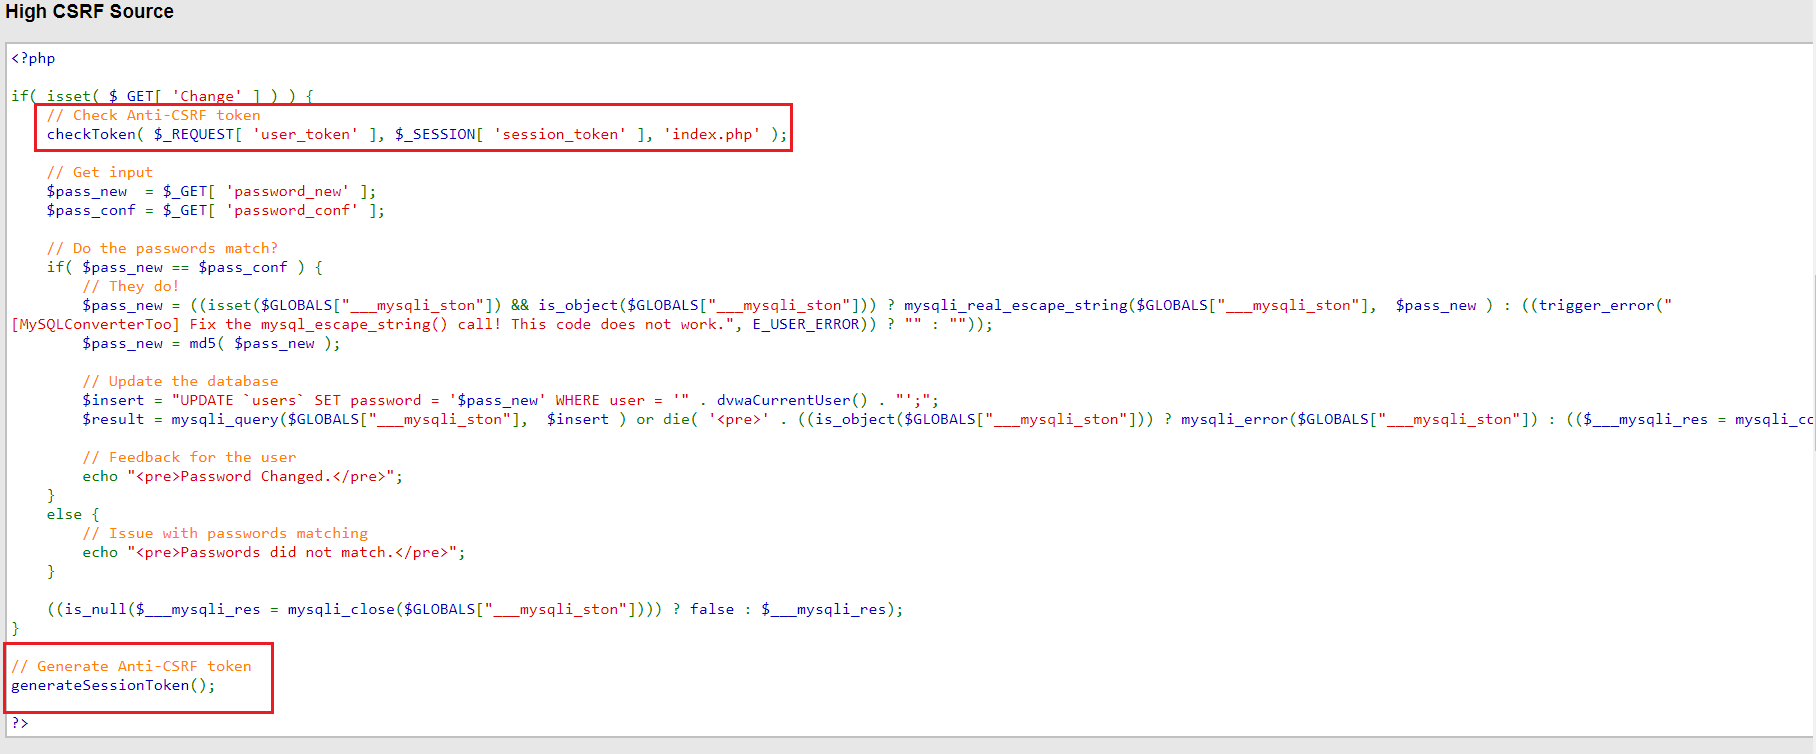 High CSRF Source
<?php
if( isset( $_GET[ 'Change' ] ) ) {
    // Check Anti-CSRF token
    checkToken( $_REQUEST[ 'user_token' ], $_SESSION[ 'session_token' ], 'index.php' );
    // Get input
    $pass_new  = $_GET[ 'password_new' ];
    $pass_conf = $_GET[ 'password_conf' ];
    // Do the passwords match?
    if( $pass_new == $pass_conf ) {
        // They do!
        $pass_new = ((isset($GLOBALS["___mysqli_ston"]) && is_object($GLOBALS["___mysqli_ston"])) ? mysqli_real_escape_string($GLOBALS["___mysqli_ston"],  $pass_new ) : ((trigger_error("
[MySQLConverterToo] Fix the mysql_escape_string() call! This code does not work.", E_USER_ERROR)) ? "" : ""));
        $pass_new = md5( $pass_new );
        // Update the database
        $insert = "UPDATE `users` SET password = '$pass_new' WHERE user = '" . dvwaCurrentUser() . "';";
        $result = mysqli_query($GLOBALS["___mysqli_ston"],  $insert ) or die( '<pre>' . ((is_object($GLOBALS["___mysqli_ston"])) ? mysqli_error($GLOBALS["___mysqli_ston"]) : (($___mysqli_res = mysqli_co
        // Feedback for the user
        echo "<pre>Password Changed.</pre>";
    }
    else {
        // Issue with passwords matching
        echo "<pre>Passwords did not match.</pre>";
    }
    ((is_null($___mysqli_res = mysqli_close($GLOBALS["___mysqli_ston"]))) ? false : $___mysqli_res);
}
// Generate Anti-CSRF token
generateSessionToken();
?>